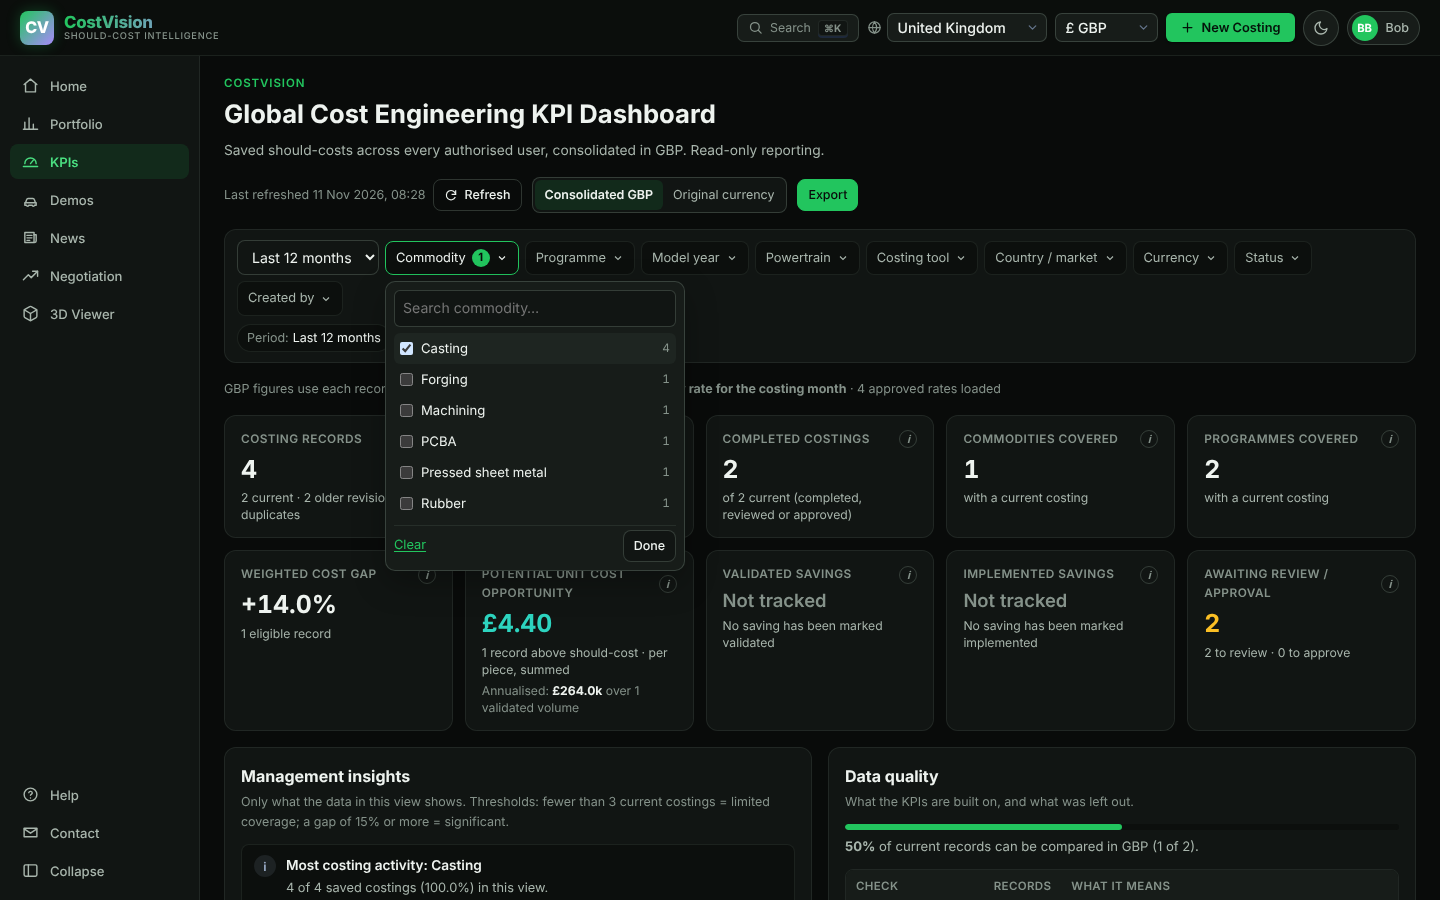 CV
CostVision
SHOULD-COST INTELLIGENCE
Search ⌘K
United Kingdom
£ GBP
+ New Costing
BB Bob
Home
Portfolio
KPIs
Demos
News
Negotiation
3D Viewer
Help
Contact
Collapse
COSTVISION
Global Cost Engineering KPI Dashboard
Saved should-costs across every authorised user, consolidated in GBP. Read-only reporting.
Last refreshed 11 Nov 2026, 08:28
Refresh
Consolidated GBP
Original currency
Export
Last 12 months
Commodity 1
Programme
Model year
Powertrain
Costing tool
Country / market
Currency
Status
Created by
Period: Last 12 months
Search commodity...
Casting 4
Forging 1
Machining 1
PCBA 1
Pressed sheet metal 1
Rubber 1
Clear
Done
GBP figures use each
rate for the costing month · 4 approved rates loaded
COSTING RECORDS
4
2 current · 2 older
duplicates
COMPLETED COSTINGS
i
2
of 2 current (completed,
reviewed or approved)
COMMODITIES COVERED
i
1
with a current costing
PROGRAMMES COVERED
i
2
with a current costing
WEIGHTED COST GAP
i
+14.0%
1 eligible record
POTENTIAL UNIT COST
OPPORTUNITY
i
£4.40
1 record above should-cost · per
piece, summed
Annualised: £264.0k over 1
validated volume
VALIDATED SAVINGS
i
Not tracked
No saving has been marked
validated
IMPLEMENTED SAVINGS
i
Not tracked
No saving has been marked
implemented
AWAITING REVIEW /
APPROVAL
i
2
2 to review · 0 to approve
Management insights
Only what the data in this view shows. Thresholds: fewer than 3 current costings = limited
coverage; a gap of 15% or more = significant.
i
Most costing activity: Casting
4 of 4 saved costings (100.0%) in this view.
Data quality
What the KPIs are built on, and what was left out.
50% of current records can be compared in GBP (1 of 2).
CHECK RECORDS WHAT IT MEANS